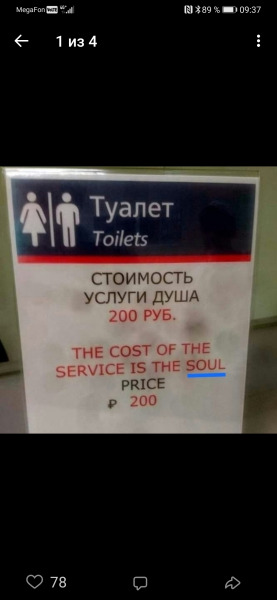 MegaFon
89 %
09:37
1 из 4
Туалет
Toilets
СТОИМОСТЬ
УСЛУГИ ДУША
200 РУБ.
THE COST OF THE
SERVICE IS THE SOUL
PRICE
₽ 200
78